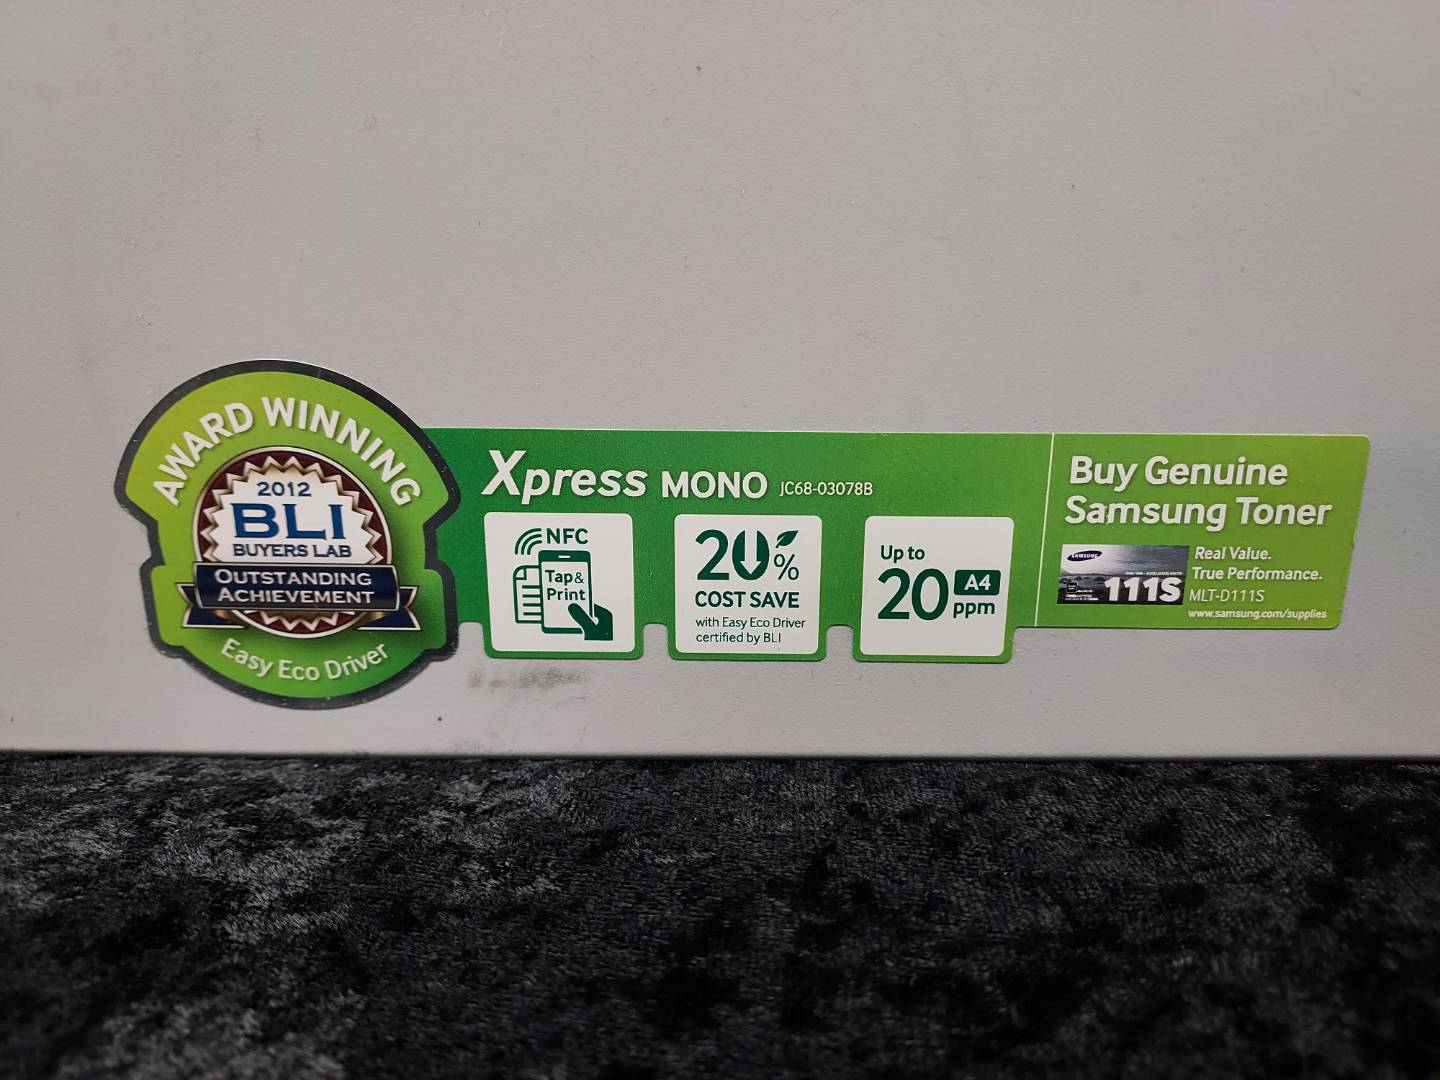 AWARD WINNING
2012
BLI
BUYERS LAB
OUTSTANDING
ACHIEVEMENT
Easy Eco Driver
Xpress MONO JC68-03078B
NFC
Tap&
Print
20%
COST SAVE
with Easy Eco Driver
certified by BLI
Up to
20 A4
ppm
Buy Genuine
Samsung Toner
SAMSUNG
111S
Real Value.
True Performance.
MLT-D111S
www.samsung.com/supplies